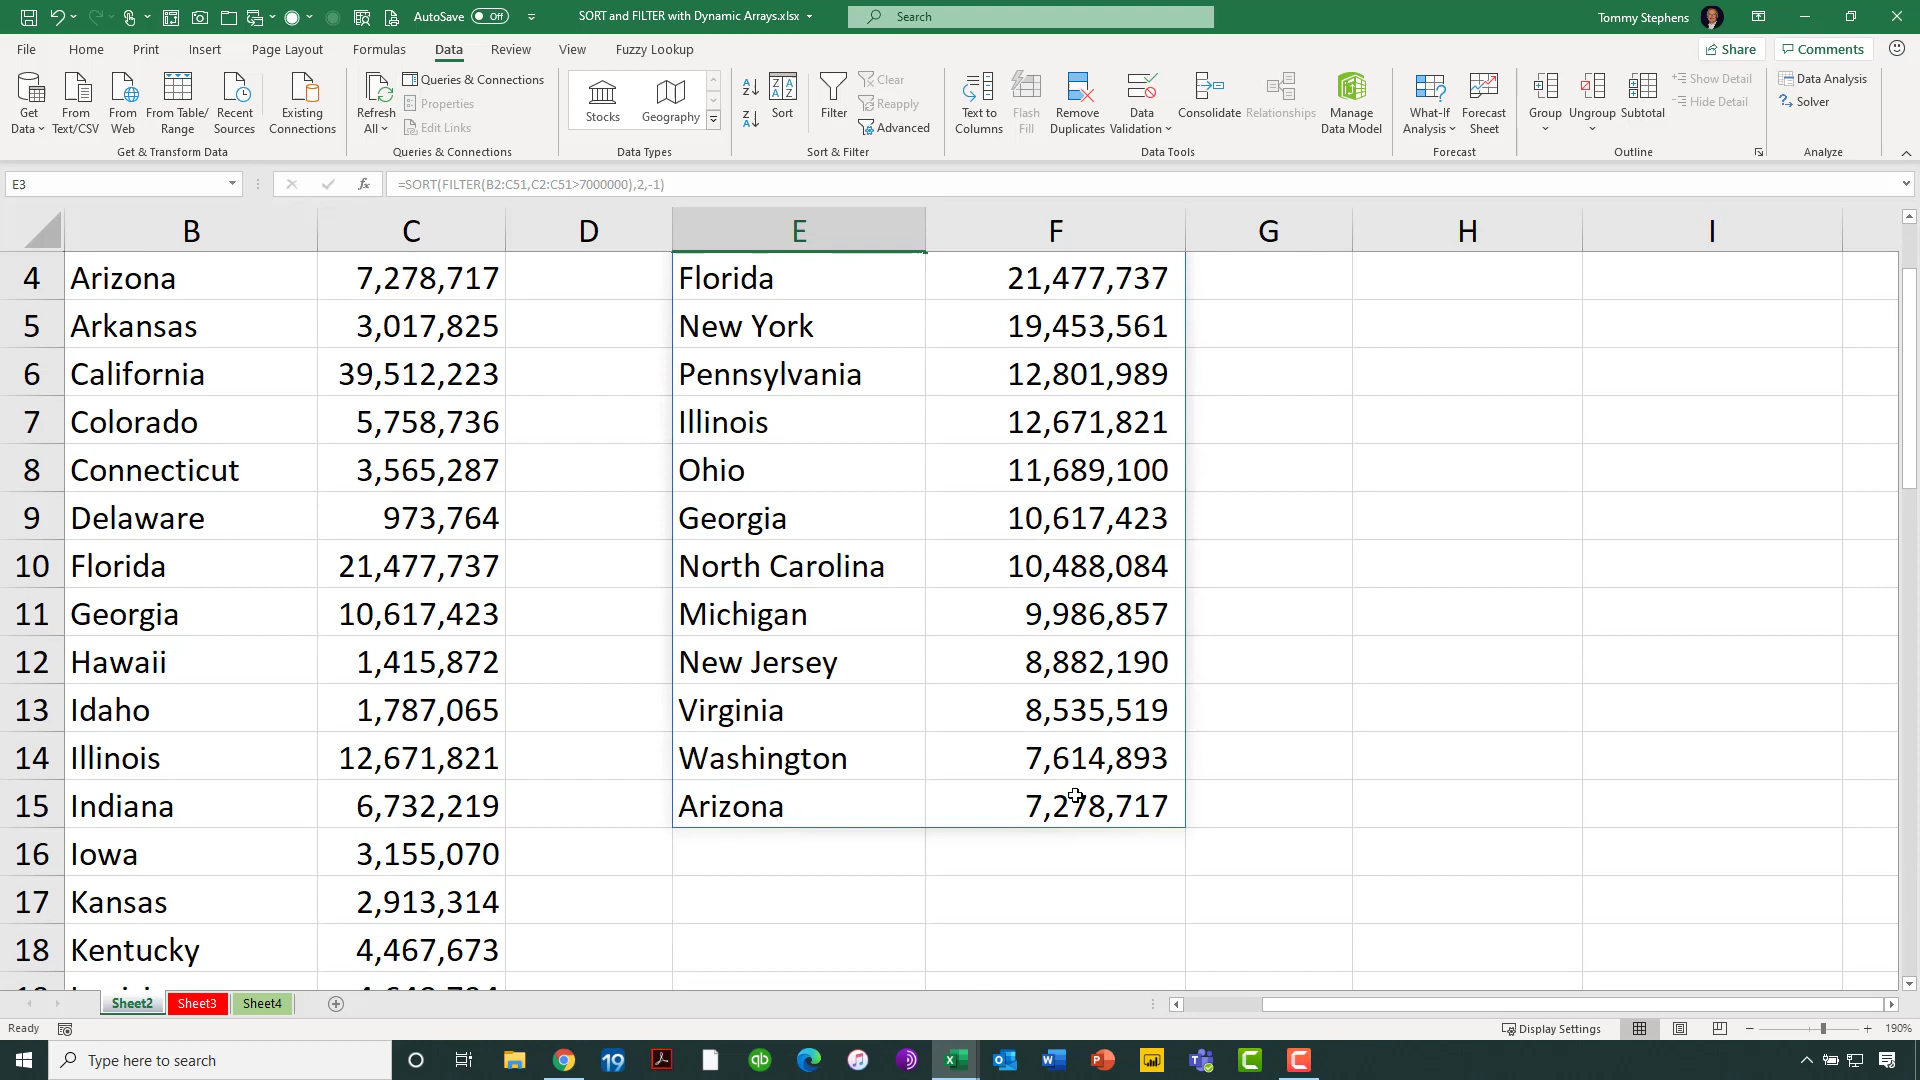 AutoSave Off SORT and FILTER with Dynamic Arrays.xlsx Search Tommy Stephens
File Home Print Insert Page Layout Formulas Data Review View Fuzzy Lookup Share Comments
Get Data From Text/CSV From Web From Table/ Range Recent Sources Existing Connections
Get & Transform Data
Refresh All Queries & Connections
Properties
Edit Links
Queries & Connections
Stocks Geography
Data Types
Sort Filter Clear
Reapply
Advanced
Sort & Filter
Text to Columns Flash Fill Remove Duplicates Data Validation Consolidate Relationships Manage Data Model
Data Tools
What-If Analysis Forecast Sheet
Forecast
Group Ungroup Subtotal Show Detail
Hide Detail
Outline
Data Analysis
Solver
Analyze
E3 fx =SORT(FILTER(B2:C51,C2:C51>7000000),2,-1)
B C D E F G H I
4 Arizona 7,278,717 Florida 21,477,737
5 Arkansas 3,017,825 New York 19,453,561
6 California 39,512,223 Pennsylvania 12,801,989
7 Colorado 5,758,736 Illinois 12,671,821
8 Connecticut 3,565,287 Ohio 11,689,100
9 Delaware 973,764 Georgia 10,617,423
10 Florida 21,477,737 North Carolina 10,488,084
11 Georgia 10,617,423 Michigan 9,986,857
12 Hawaii 1,415,872 New Jersey 8,882,190
13 Idaho 1,787,065 Virginia 8,535,519
14 Illinois 12,671,821 Washington 7,614,893
15 Indiana 6,732,219 Arizona 7,278,717
16 Iowa 3,155,070
17 Kansas 2,913,314
18 Kentucky 4,467,673
Sheet2 Sheet3 Sheet4
Ready Display Settings 190%
Type here to search 19